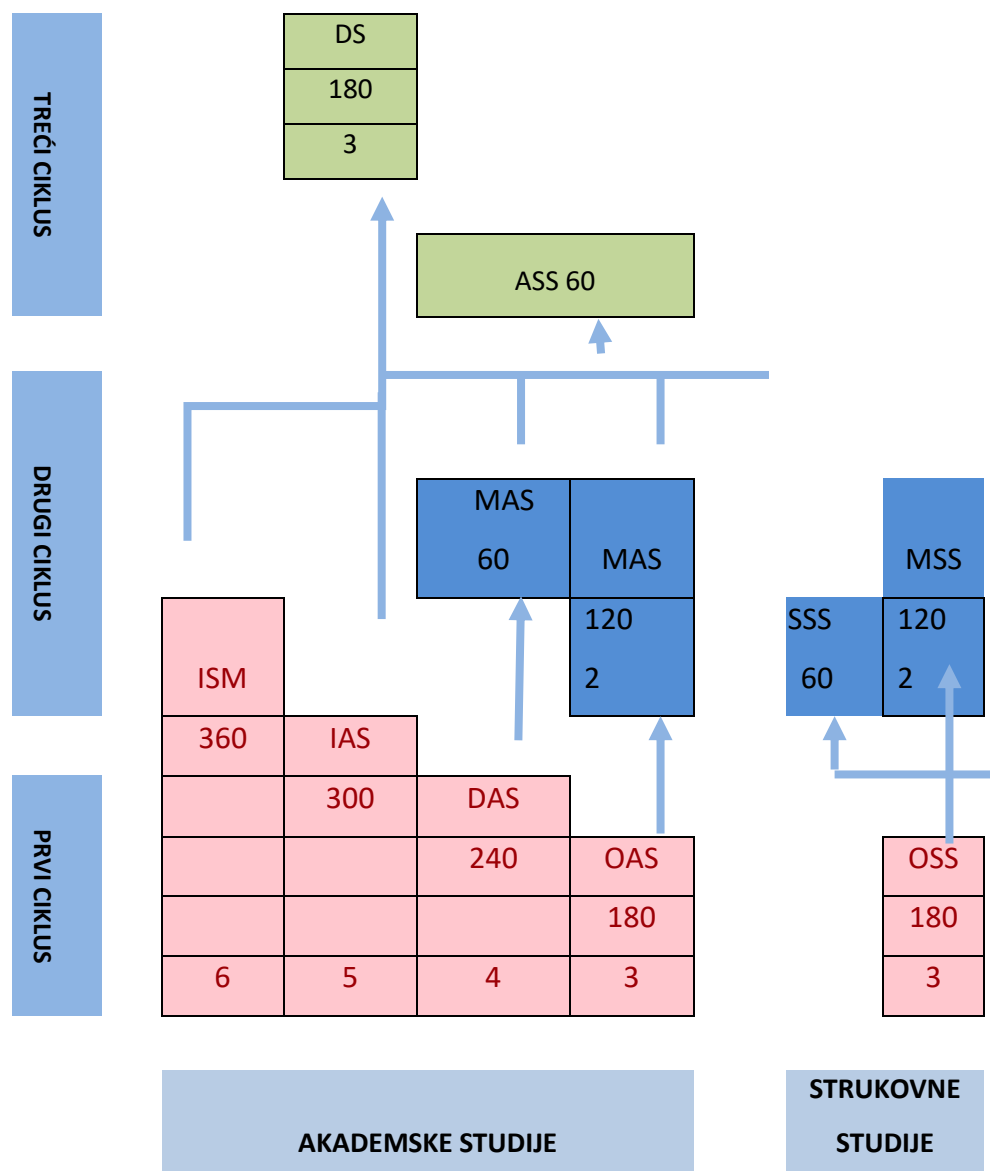 TREĆI CIKLUS
DS
180
3
ASS 60
DRUGI CIKLUS
MAS
60
MAS
MSS
120
SSS
120
2
60
2
ISM
360
IAS
PRVI CIKLUS
300
DAS
240
OAS
OSS
180
180
6
5
4
3
3
AKADEMSKE STUDIJE
STRUKOVNE
STUDIJE